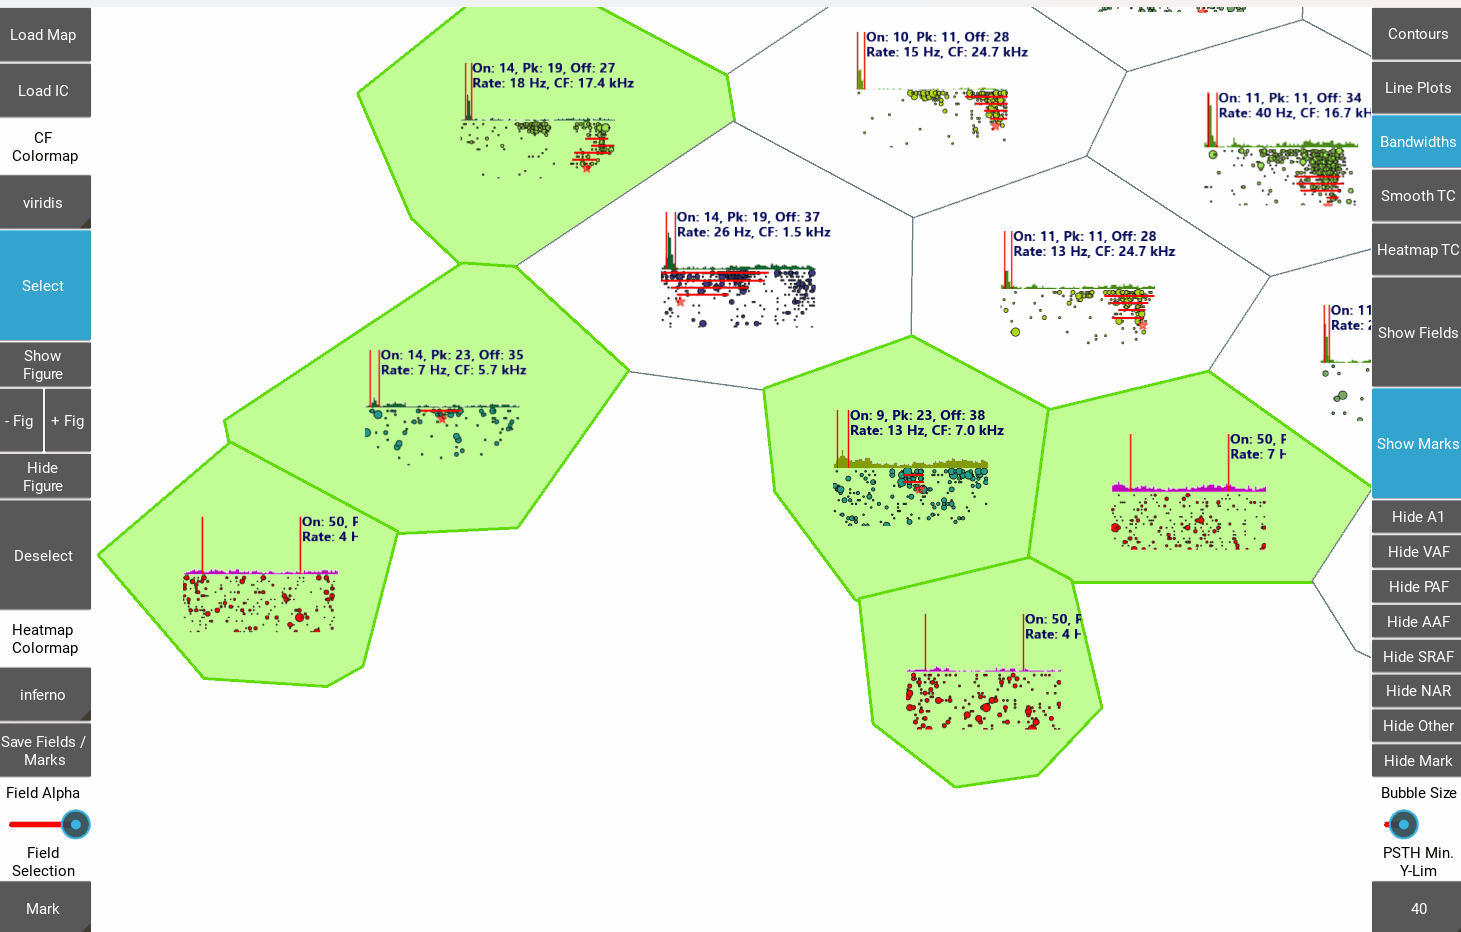 Load Map
Load IC
CF
Colormap
viridis
Select
Show
Figure
- Fig
+ Fig
Hide
Figure
Deselect
Heatmap
Colormap
inferno
Save Fields /
Marks
Field Alpha
Field
Selection
Mark
On: 14, Pk: 19, Off: 27
Rate: 18 Hz, CF: 17.4 kHz
On: 10, Pk: 11, Off: 28
Rate: 15 Hz, CF: 24.7 kHz
On: 11, Pk: 11, Off: 34
Rate: 40 Hz, CF: 16.7 kH
On: 14, Pk: 19, Off: 37
Rate: 26 Hz, CF: 1.5 kHz
On: 11, Pk: 11, Off: 28
Rate: 13 Hz, CF: 24.7 kHz
On: 11
Rate: 2
On: 14, Pk: 23, Off: 35
Rate: 7 Hz, CF: 5.7 kHz
On: 9, Pk: 23, Off: 38
Rate: 13 Hz, CF: 7.0 kHz
On: 50, P
Rate: 7 H
On: 50, P
Rate: 4 H
On: 50, P
Rate: 4 H
Contours
Line Plots
Bandwidths
Smooth TC
Heatmap TC
Show Fields
Show Marks
Hide A1
Hide VAF
Hide PAF
Hide AAF
Hide SRAF
Hide NAR
Hide Other
Hide Mark
Bubble Size
PSTH Min.
Y-Lim
40